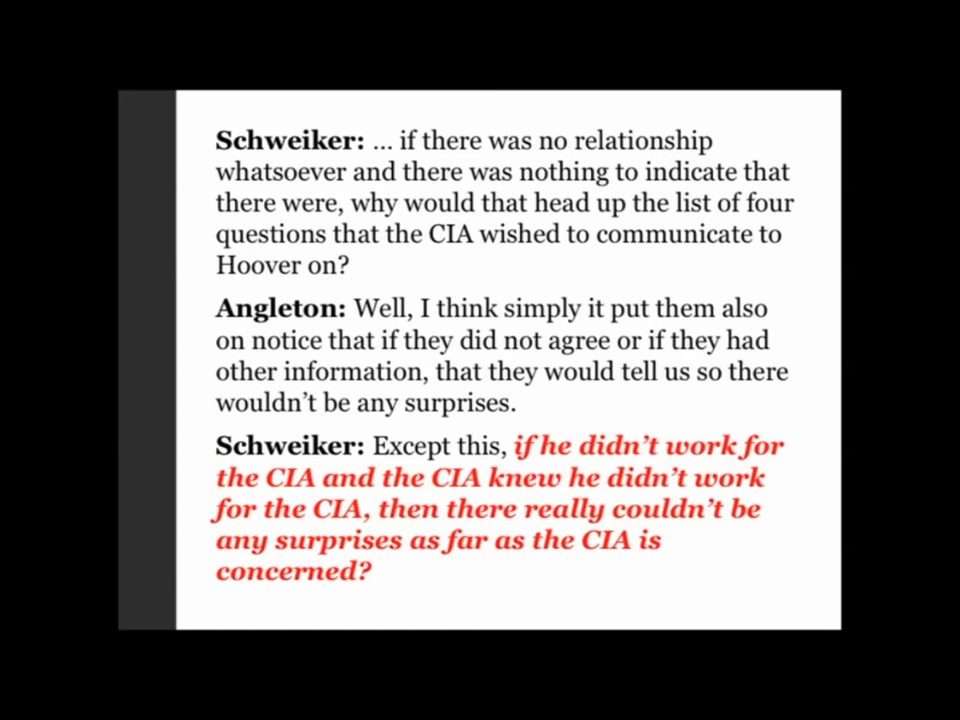 Schweiker: ... if there was no relationship
whatsoever and there was nothing to indicate that
there were, why would that head up the list of four
questions that the CIA wished to communicate to
Hoover on?
Angleton: Well, I think simply it put them also
on notice that if they did not agree or if they had
other information, that they would tell us so there
wouldn’t be any surprises.
Schweiker: Except this, if he didn’t work for
the CIA and the CIA knew he didn’t work
for the CIA, then there really couldn’t be
any surprises as far as the CIA is
concerned?